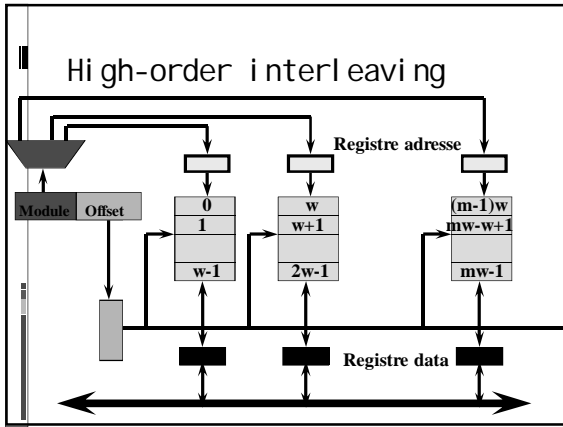 High-order interleaving
Registre adresse
Module Offset
0 w (m-1)w
1 w+1 mw-w+1
w-1 2w-1 mw-1
Registre data